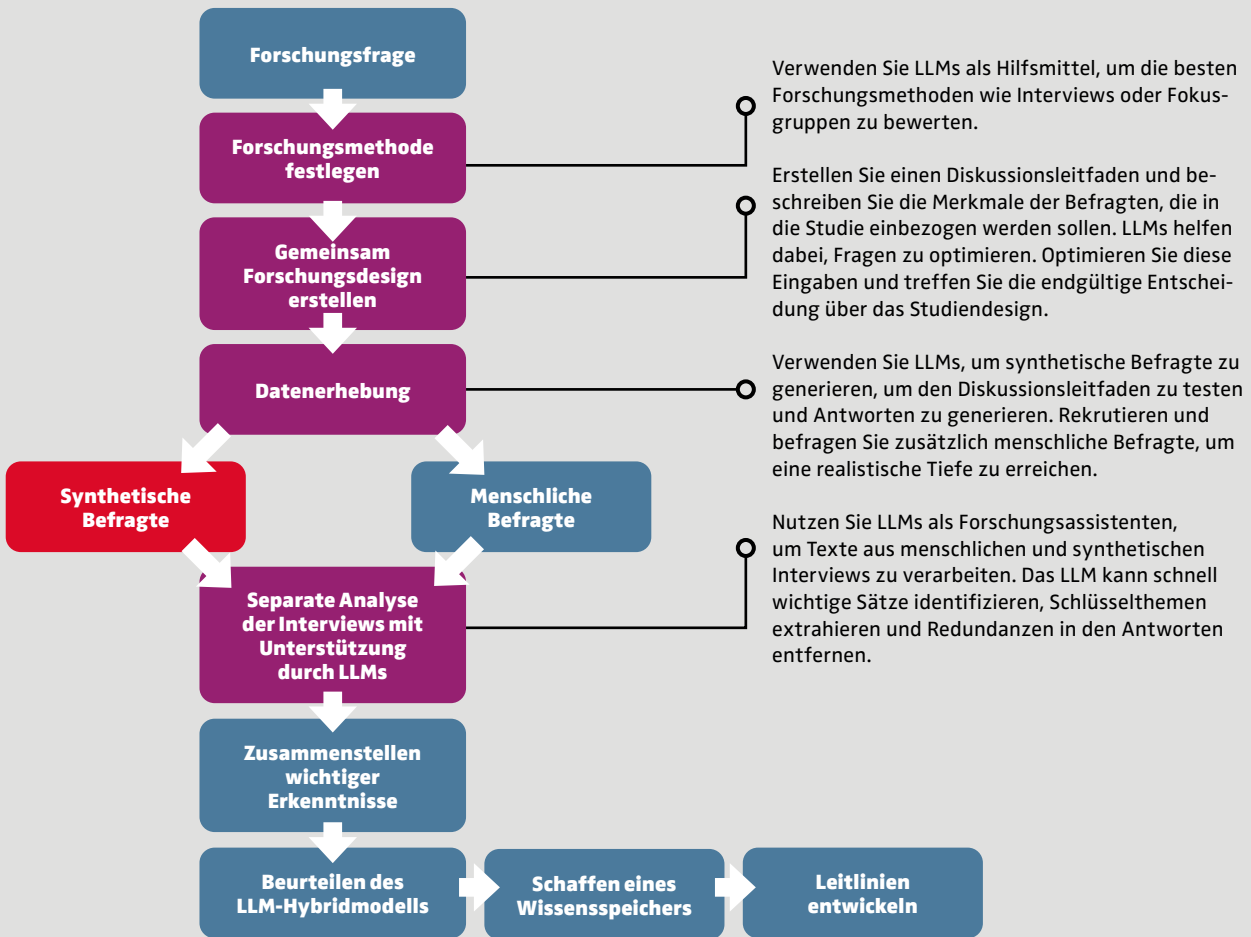 Forschungsfrage
Forschungsmethode
festlegen
Verwenden Sie LLMs als Hilfsmittel, um die besten
Forschungsmethoden wie Interviews oder Fokus-
gruppen zu bewerten.
Gemeinsam
Forschungsdesign
erstellen
Erstellen Sie einen Diskussionsleitfaden und be-
schreiben Sie die Merkmale der Befragten, die in
die Studie einbezogen werden sollen. LLMs helfen
dabei, Fragen zu optimieren. Optimieren Sie diese
Eingaben und treffen Sie die endgültige Entschei-
dung über das Studiendesign.
Datenerhebung
Verwenden Sie LLMs, um synthetische Befragte zu
generieren, um den Diskussionsleitfaden zu testen
und Antworten zu generieren. Rekrutieren und
befragen Sie zusätzlich menschliche Befragte, um
eine realistische Tiefe zu erreichen.
Synthetische
Befragte
Menschliche
Befragte
Separate Analyse
der Interviews mit
Unterstützung
durch LLMs
Nutzen Sie LLMs als Forschungsassistenten,
um Texte aus menschlichen und synthetischen
Interviews zu verarbeiten. Das LLM kann schnell
wichtige Sätze identifizieren, Schlüsselthemen
extrahieren und Redundanzen in den Antworten
entfernen.
Zusammenstellen
wichtiger
Erkenntnisse
Beurteilen des
LLM-Hybridmodells
Schaffen eines
Wissensspeichers
Leitlinien
entwickeln